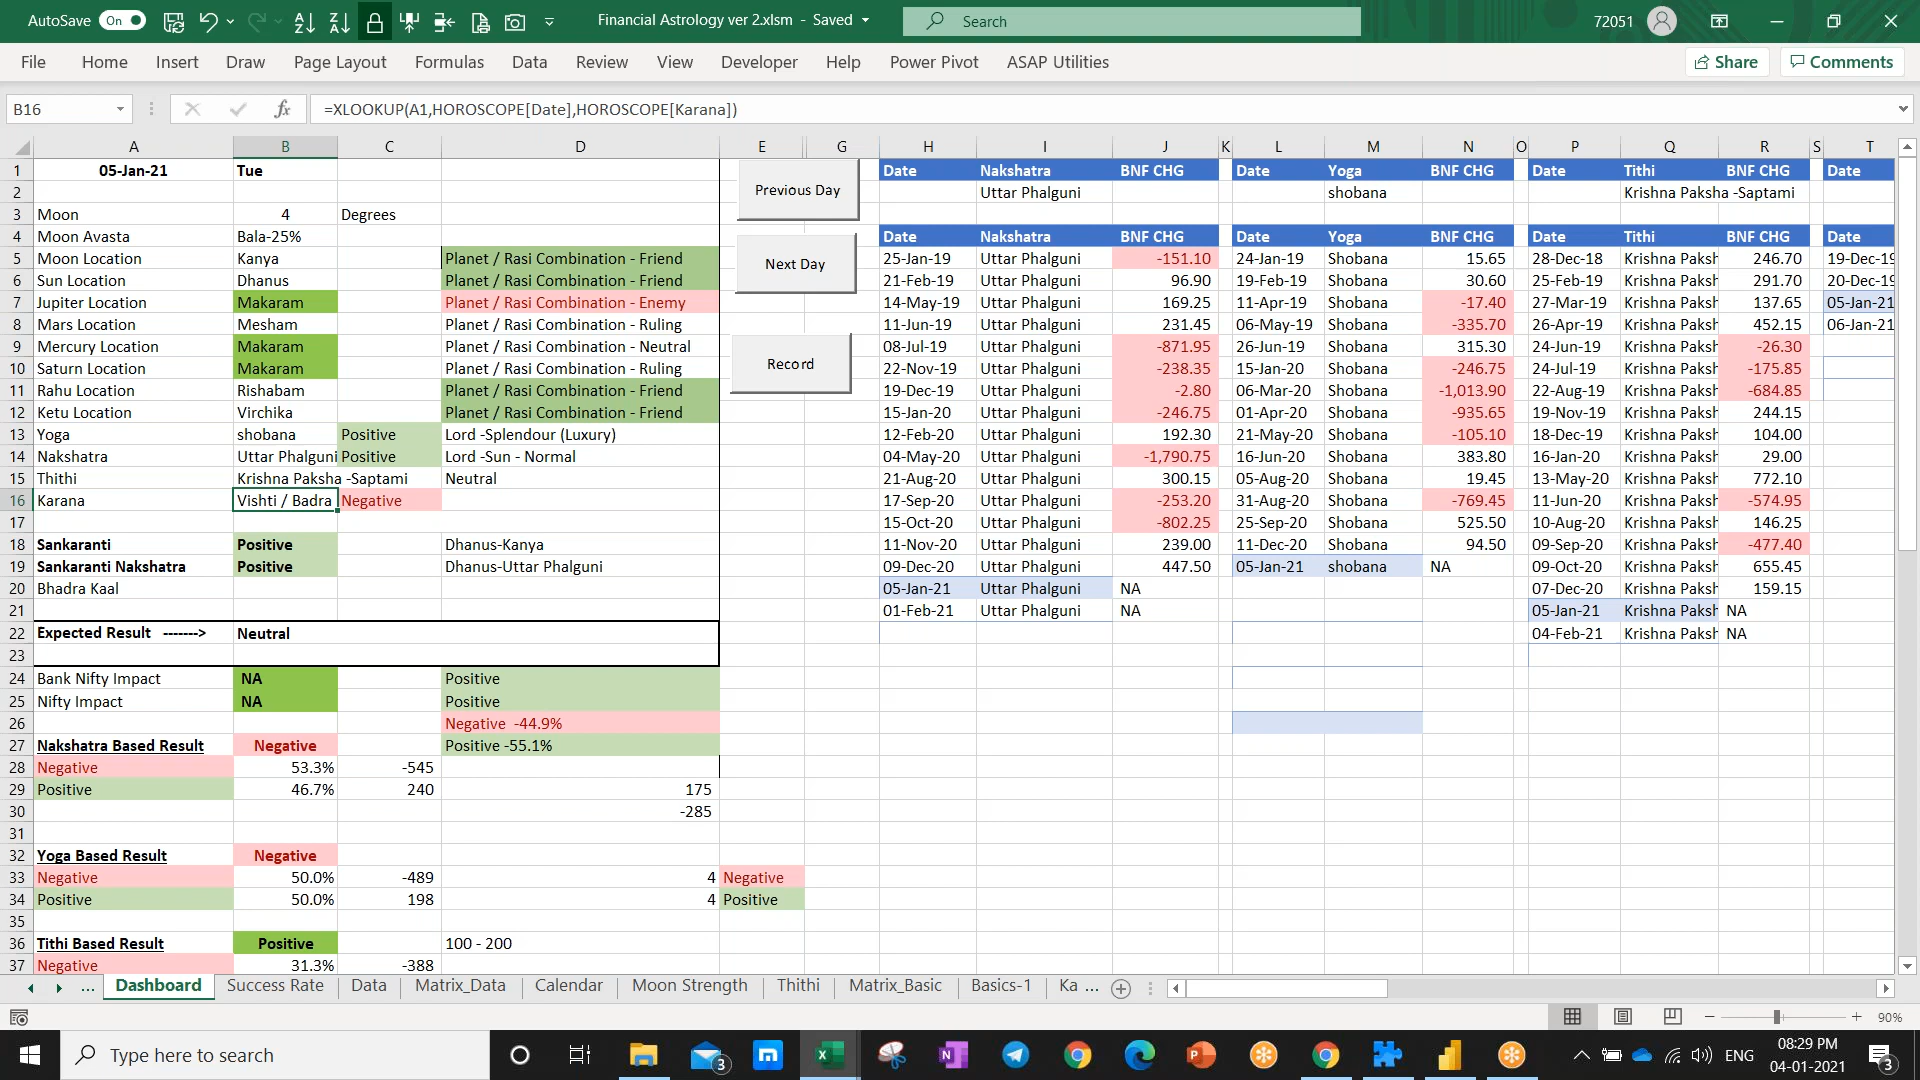 AutoSave On Financial Astrology ver 2.xlsm - Saved Search 72051
File Home Insert Draw Page Layout Formulas Data Review View Developer Help Power Pivot ASAP Utilities Share Comments
B16 fx =XLOOKUP(A1,HOROSCOPE[Date],HOROSCOPE[Karana])
A B C D E G H I J K L M N O P Q R S T
1 05-Jan-21 Tue Date Nakshatra BNF CHG Date Yoga BNF CHG Date Tithi BNF CHG Date
2 Uttar Phalguni shobana Krishna Paksha -Saptami
Previous Day
3 Moon 4 Degrees
4 Moon Avasta Bala-25% Date Nakshatra BNF CHG Date Yoga BNF CHG Date Tithi BNF CHG Date
5 Moon Location Kanya Planet / Rasi Combination - Friend 25-Jan-19 Uttar Phalguni -151.10 24-Jan-19 Shobana 15.65 28-Dec-18 Krishna Paksh 246.70 19-Dec-19
Next Day
6 Sun Location Dhanus Planet / Rasi Combination - Friend 21-Feb-19 Uttar Phalguni 96.90 19-Feb-19 Shobana 30.60 25-Feb-19 Krishna Paksh 291.70 20-Dec-19
7 Jupiter Location Makaram Planet / Rasi Combination - Enemy 14-May-19 Uttar Phalguni 169.25 11-Apr-19 Shobana -17.40 27-Mar-19 Krishna Paksh 137.65 05-Jan-21
8 Mars Location Mesham Planet / Rasi Combination - Ruling 11-Jun-19 Uttar Phalguni 231.45 06-May-19 Shobana -335.70 26-Apr-19 Krishna Paksh 452.15 06-Jan-21
9 Mercury Location Makaram Planet / Rasi Combination - Neutral 08-Jul-19 Uttar Phalguni -871.95 26-Jun-19 Shobana 315.30 24-Jun-19 Krishna Paksh -26.30
Record
10 Saturn Location Makaram Planet / Rasi Combination - Ruling 22-Nov-19 Uttar Phalguni -238.35 15-Jan-20 Shobana -246.75 24-Jul-19 Krishna Paksh -175.85
11 Rahu Location Rishabam Planet / Rasi Combination - Friend 19-Dec-19 Uttar Phalguni -2.80 06-Mar-20 Shobana -1,013.90 22-Aug-19 Krishna Paksh -684.85
12 Ketu Location Virchika Planet / Rasi Combination - Friend 15-Jan-20 Uttar Phalguni -246.75 01-Apr-20 Shobana -935.65 19-Nov-19 Krishna Paksh 244.15
13 Yoga shobana Positive Lord -Splendour (Luxury) 12-Feb-20 Uttar Phalguni 192.30 21-May-20 Shobana -105.10 18-Dec-19 Krishna Paksh 104.00
14 Nakshatra Uttar Phalguni Positive Lord -Sun - Normal 04-May-20 Uttar Phalguni -1,790.75 16-Jun-20 Shobana 383.80 16-Jan-20 Krishna Paksh 29.00
15 Thithi Krishna Paksha -Saptami Neutral 21-Aug-20 Uttar Phalguni 300.15 05-Aug-20 Shobana 19.45 13-May-20 Krishna Paksh 772.10
16 Karana Vishti / Badra Negative 17-Sep-20 Uttar Phalguni -253.20 31-Aug-20 Shobana -769.45 11-Jun-20 Krishna Paksh -574.95
17 15-Oct-20 Uttar Phalguni -802.25 25-Sep-20 Shobana 525.50 10-Aug-20 Krishna Paksh 146.25
18 Sankaranti Positive Dhanus-Kanya 11-Nov-20 Uttar Phalguni 239.00 11-Dec-20 Shobana 94.50 09-Sep-20 Krishna Paksh -477.40
19 Sankaranti Nakshatra Positive Dhanus-Uttar Phalguni 09-Dec-20 Uttar Phalguni 447.50 05-Jan-21 shobana NA 09-Oct-20 Krishna Paksh 655.45
20 Bhadra Kaal 05-Jan-21 Uttar Phalguni NA 07-Dec-20 Krishna Paksh 159.15
21 01-Feb-21 Uttar Phalguni NA 05-Jan-21 Krishna Paksh NA
22 Expected Result -------> Neutral 04-Feb-21 Krishna Paksh NA
23
24 Bank Nifty Impact NA Positive
25 Nifty Impact NA Positive
26 Negative -44.9%
27 Nakshatra Based Result Negative Positive -55.1%
28 Negative 53.3% -545
29 Positive 46.7% 240 175
30 -285
31
32 Yoga Based Result Negative
33 Negative 50.0% -489 4 Negative
34 Positive 50.0% 198 4 Positive
35
36 Tithi Based Result Positive 100 - 200
37 Negative 31.3% -388
... Dashboard Success Rate Data Matrix_Data Calendar Moon Strength Thithi Matrix_Basic Basics-1 Ka ...
90%
Type here to search 3 ENG 08:29 PM
04-01-2021 3